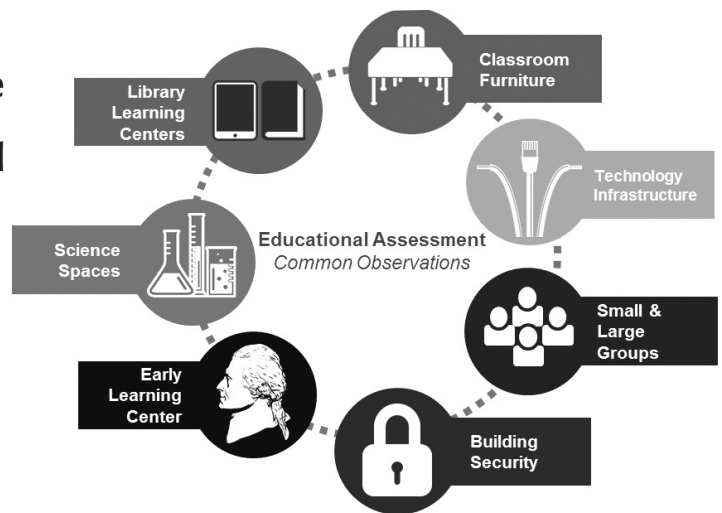 Classroom
Furniture
Library
Learning
Centers
Technology
Infrastructure
Educational Assessment
Common Observations
Science
Spaces
Small &
Large
Groups
Early
Learning
Center
Building
Security